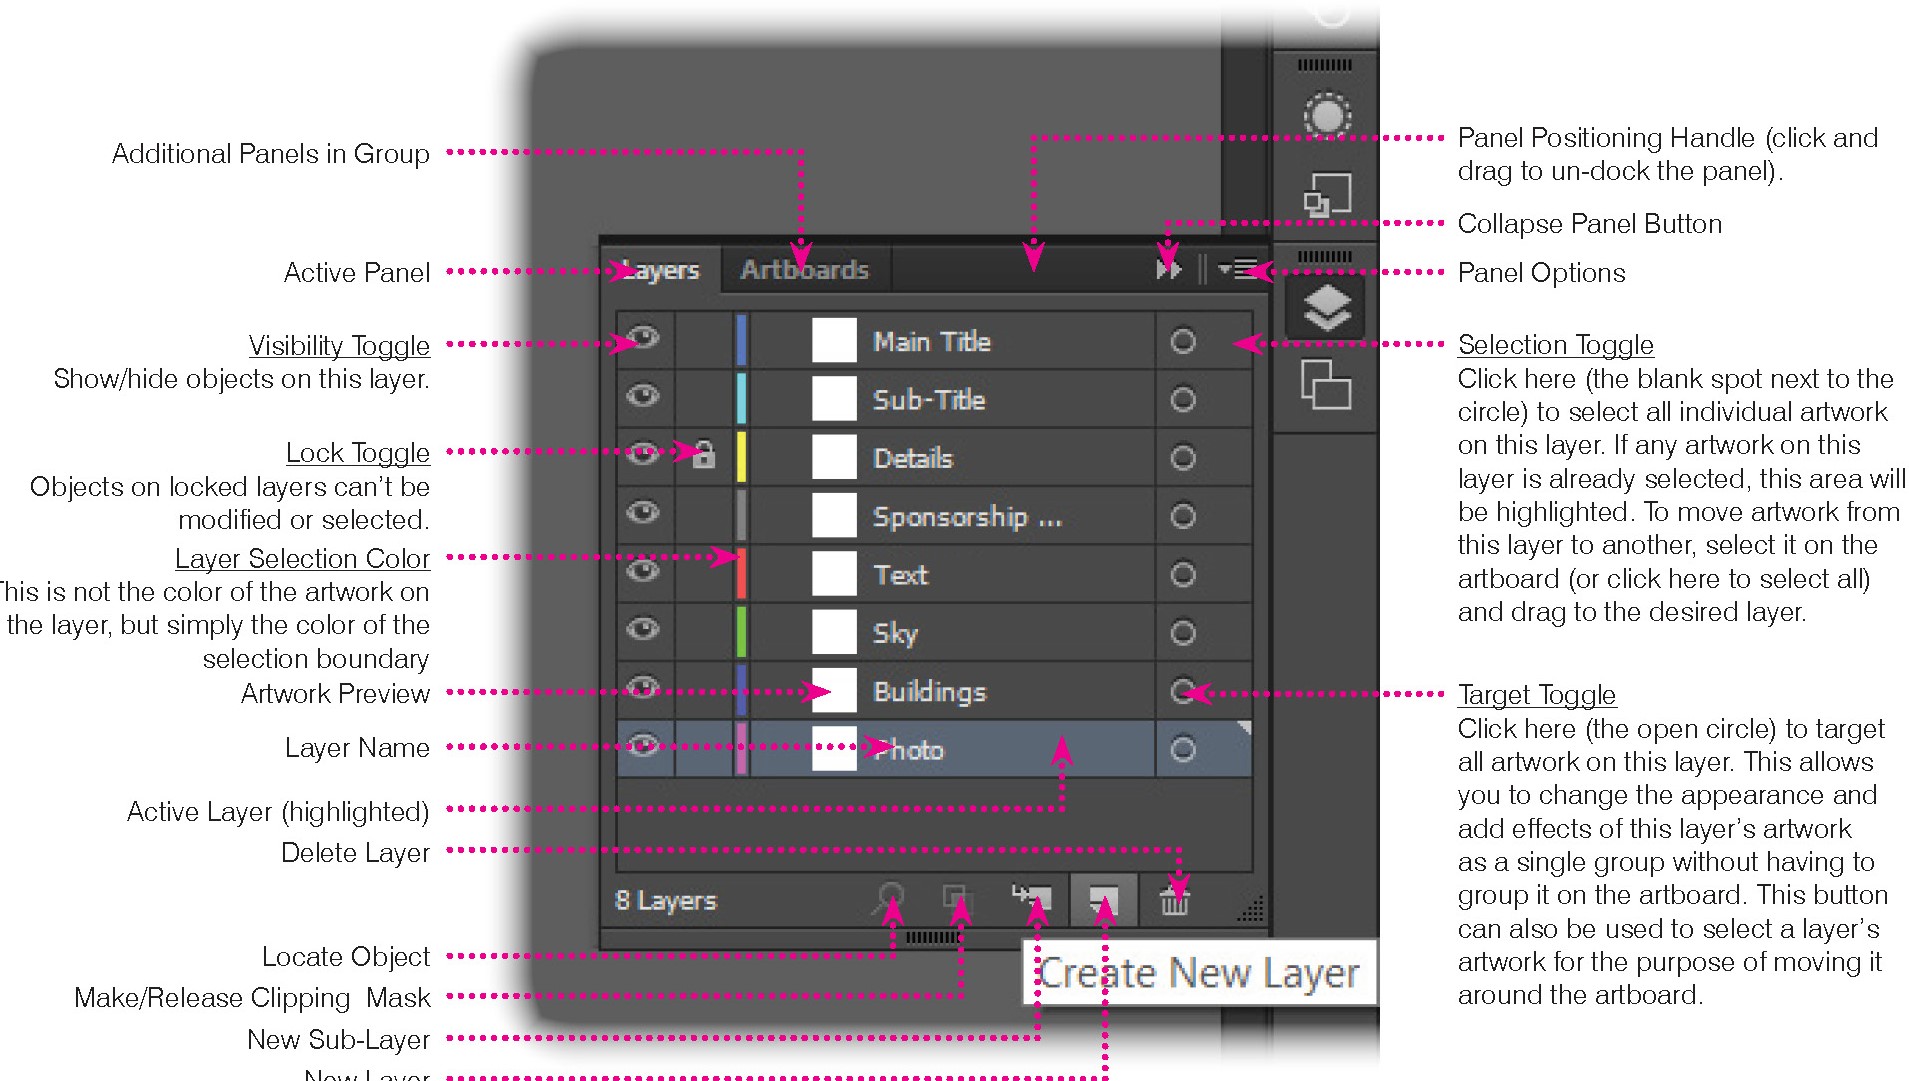 Additional Panels in Group
Active Panel
Visibility Toggle
Show/hide objects on this layer.
Lock Toggle
Objects on locked layers can't be
modified or selected.
Layer Selection Color
This is not the color of the artwork on
the layer, but simply the color of the
selection boundary
Artwork Preview
Layer Name
Active Layer (highlighted)
Delete Layer
Locate Object
Make/Release Clipping Mask
New Sub-Layer
New Layer
Layers
Artboards
Main Title
Sub-Title
Details
Sponsorship ...
Text
Sky
Buildings
Photo
8 Layers
Create New Layer
Panel Positioning Handle (click and
drag to un-dock the panel).
Collapse Panel Button
Panel Options
Selection Toggle
Click here (the blank spot next to the
circle) to select all individual artwork
on this layer. If any artwork on this
layer is already selected, this area will
be highlighted. To move artwork from
this layer to another, select it on the
artboard (or click here to select all)
and drag to the desired layer.
Target Toggle
Click here (the open circle) to target
all artwork on this layer. This allows
you to change the appearance and
add effects of this layer's artwork
as a single group without having to
group it on the artboard. This button
can also be used to select a layer's
artwork for the purpose of moving it
around the artboard.